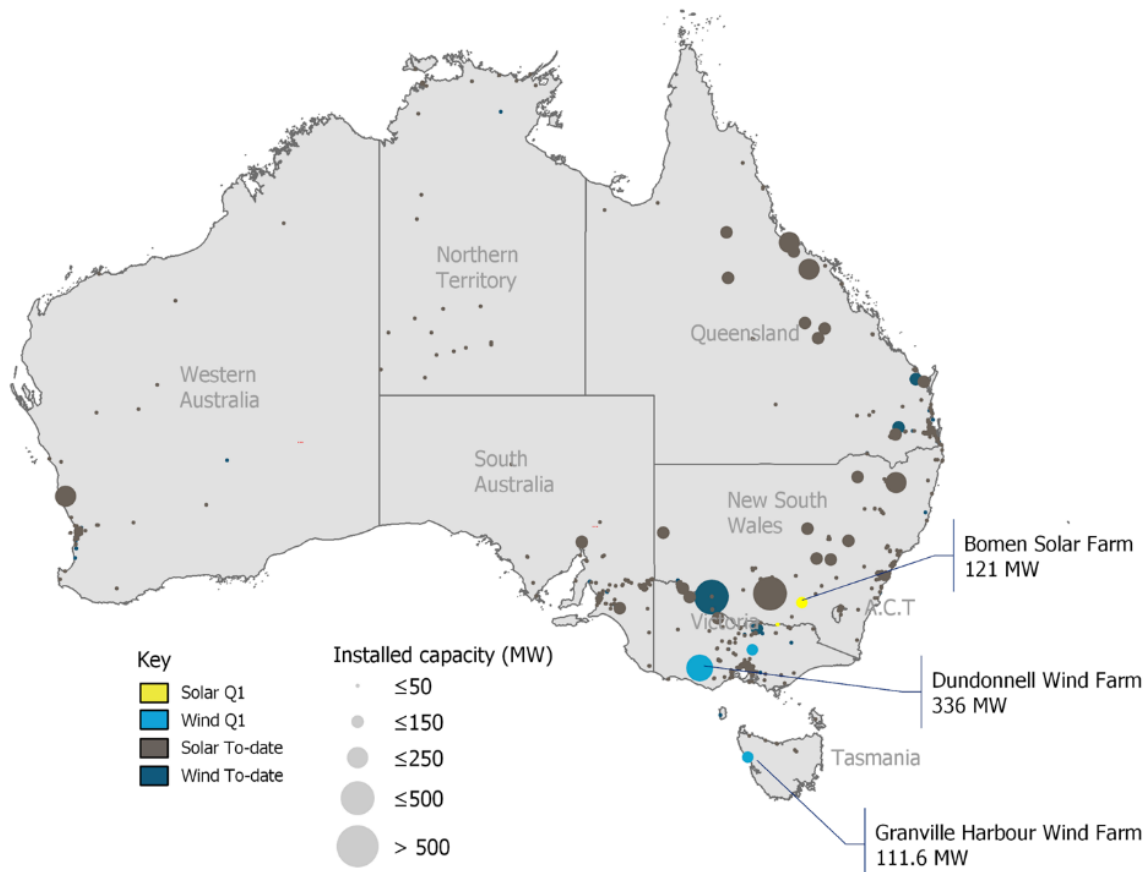 Northern
Territory
Queensland
Western
Australia
South
Australia
New South
Wales
Bomen Solar Farm
121 MW
A.C.T
Victoria
Key
Solar Q1
Wind Q1
Solar To-date
Wind To-date
Installed capacity (MW)
≤50
≤150
≤250
≤500
> 500
Dundonnell Wind Farm
336 MW
Tasmania
Granville Harbour Wind Farm
111.6 MW